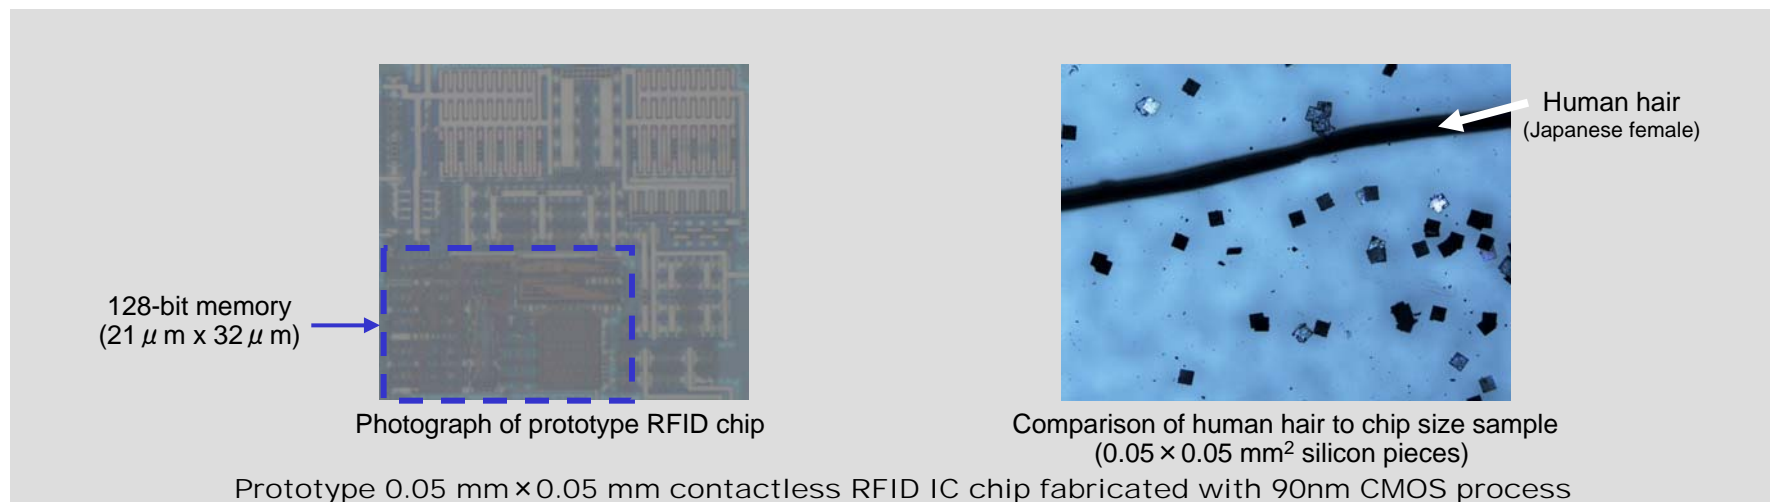 128-bit memory
(21μm x 32μm)
Photograph of prototype RFID chip
Human hair
(Japanese female)
Comparison of human hair to chip size sample
(0.05×0.05 mm² silicon pieces)
Prototype 0.05 mm×0.05 mm contactless RFID IC chip fabricated with 90nm CMOS process